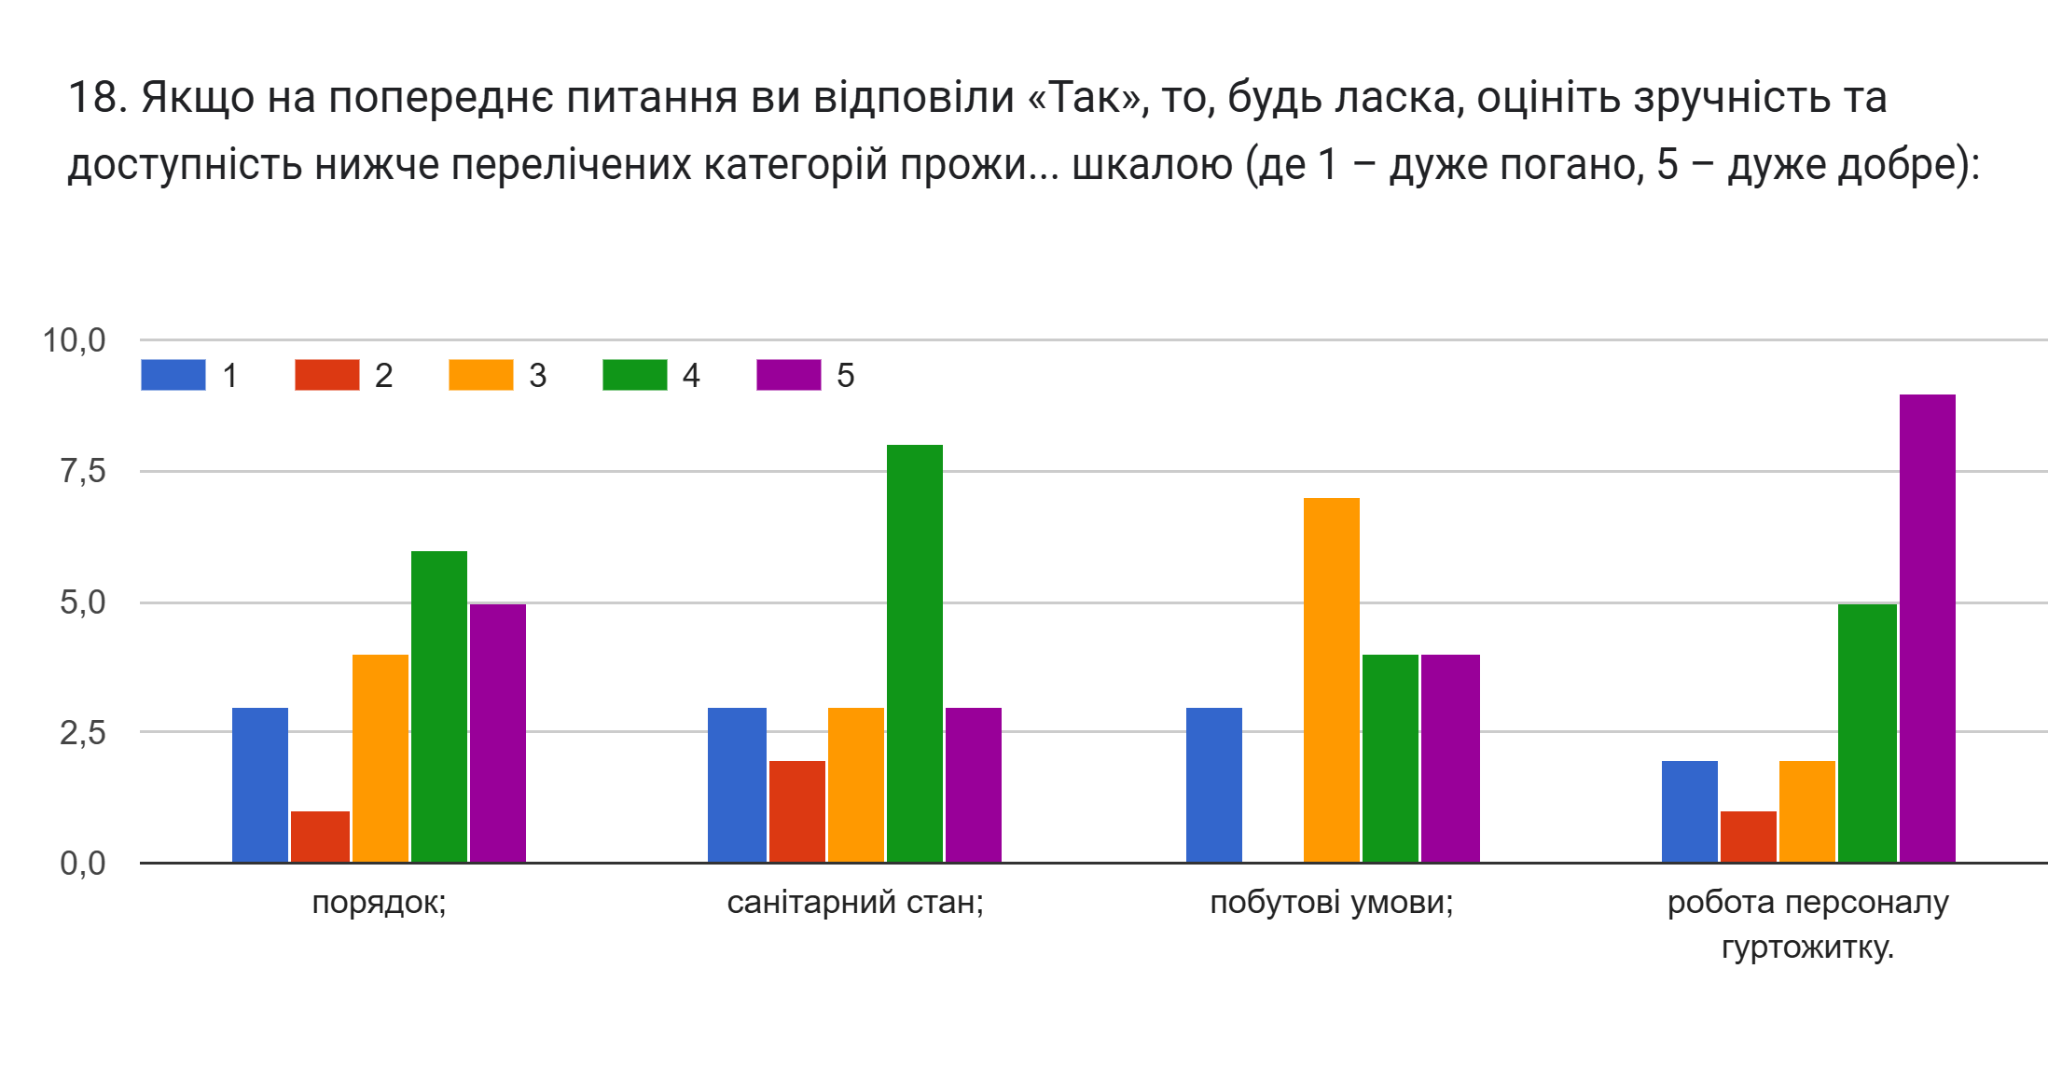 18. Якщо на попереднє питання ви відповіли «Так», то, будь ласка, оцініть зручність та
доступність нижче перелічених категорій прожи... шкалою (де 1 – дуже погано, 5 – дуже добре):
10,0
1 2 3 4 5
7,5
5,0
2,5
0,0
порядок; санітарний стан; побутові умови; робота персоналу
гуртожитку.